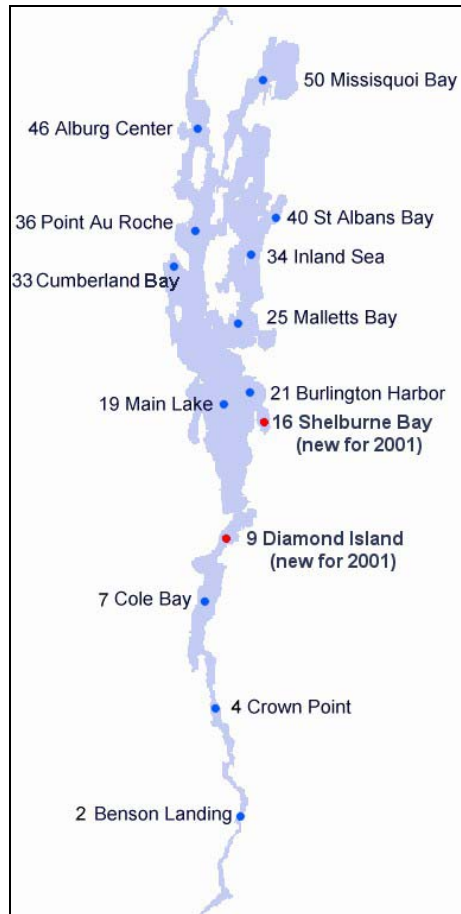 50 Missisquoi Bay
46 Alburg Center
40 St Albans Bay
36 Point Au Roche
34 Inland Sea
33 Cumberland Bay
25 Malletts Bay
21 Burlington Harbor
19 Main Lake
16 Shelburne Bay
(new for 2001)
9 Diamond Island
(new for 2001)
7 Cole Bay
4 Crown Point
2 Benson Landing